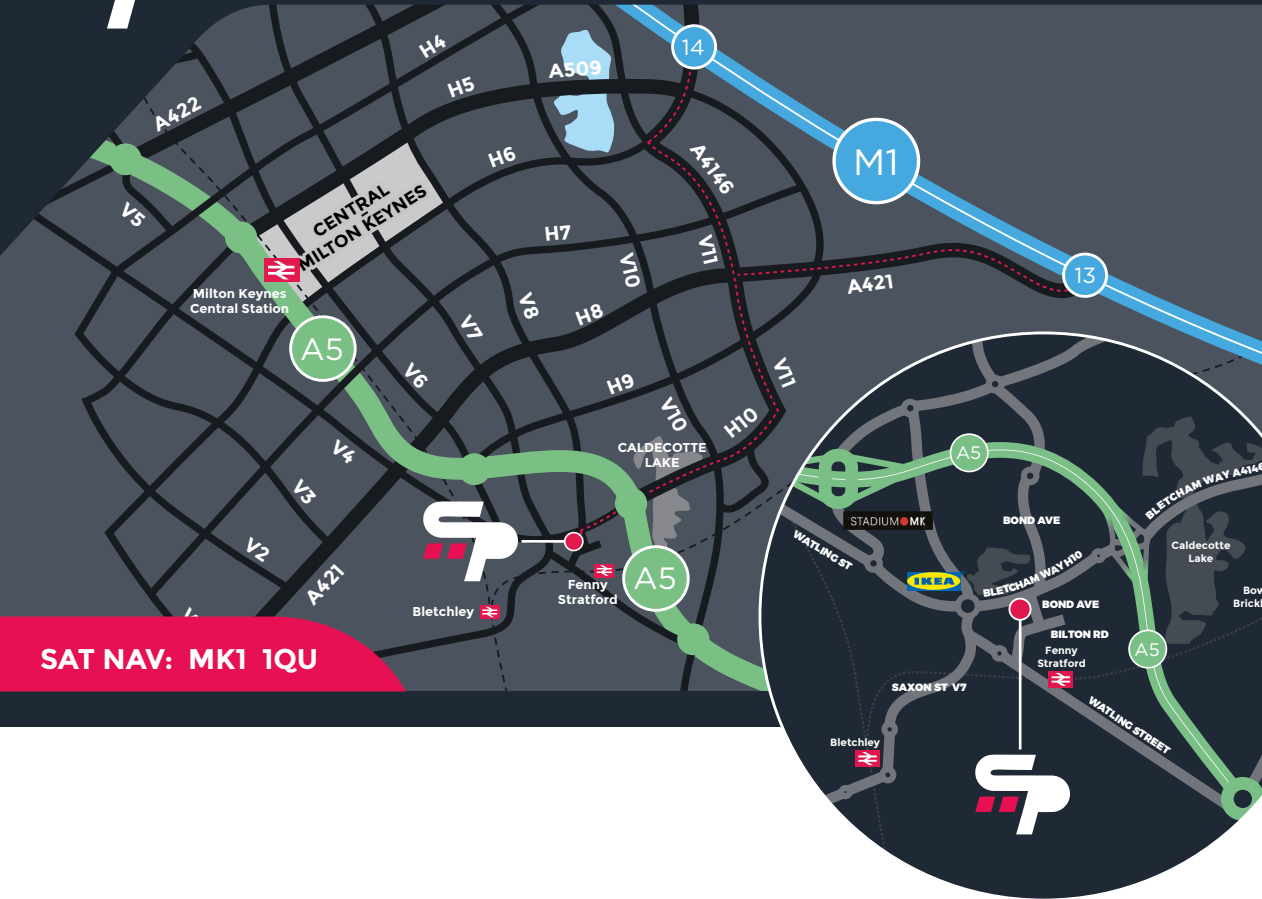 H4
A509
14
H5
A422
M1
H6
A4146
CENTRAL
MILTON KEYNES
V5
H7
V11
V10
13
A421
Milton Keynes
Central Station
V8
H8
V7
A5
V6
V11
H9
V10
H10
V4
CALDECOTTE
LAKE
V3
V2
A421
SP
A5
Fenny
Stratford
Bletchley
SAT NAV: MK1 1QU
A5
STADIUM MK
BOND AVE
BLETCHAM WAY A4146
WATLING ST
Caldecotte
Lake
IKEA
BLETCHAM WAY H10
BOND AVE
BILTON RD
Fenny
Stratford
A5
SAXON ST V7
WATLING STREET
Bletchley
SP